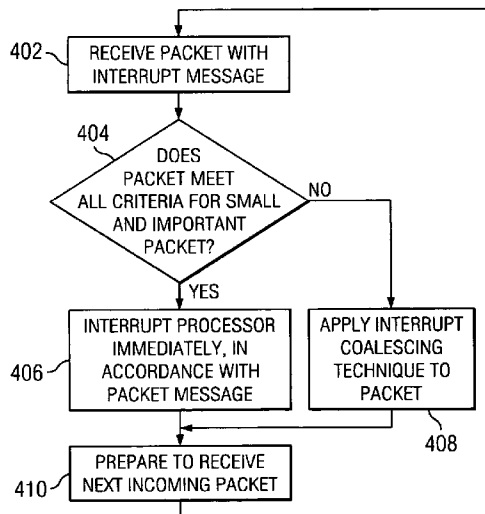 402
RECEIVE PACKET WITH
INTERRUPT MESSAGE
404
DOES
PACKET MEET
ALL CRITERIA FOR SMALL
AND IMPORTANT
PACKET?
NO
YES
406
INTERRUPT PROCESSOR
IMMEDIATELY, IN
ACCORDANCE WITH
PACKET MESSAGE
APPLY INTERRUPT
COALESCING
TECHNIQUE TO
PACKET
408
410
PREPARE TO RECEIVE
NEXT INCOMING PACKET